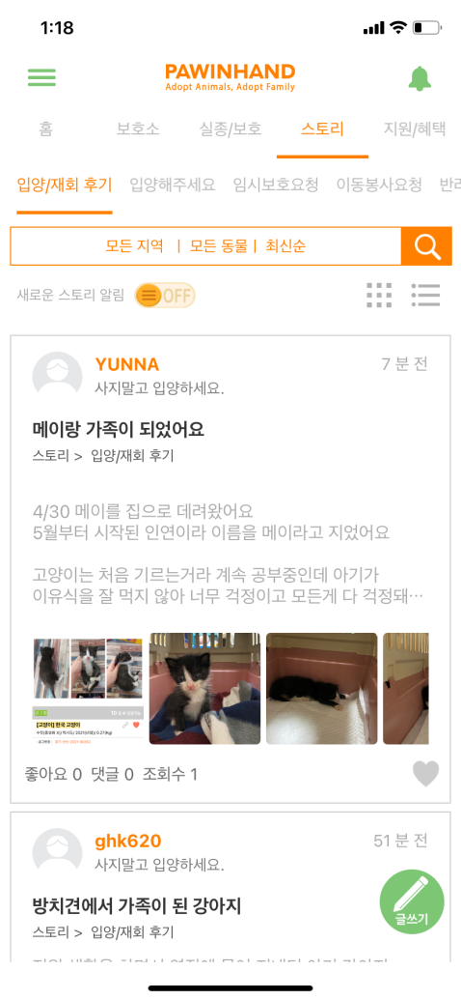 1:18
PAWINHAND
Adopt Animals, Adopt Family
홈 보호소 실종/보호 스토리 지원/혜택
입양/재회 후기 입양해주세요 임시보호요청 이동봉사요청 반려
모든 지역 | 모든 동물 | 최신순
새로운 스토리 알림 OFF
YUNNA 7 분 전
사지말고 입양하세요.
메이랑 가족이 되었어요
스토리 > 입양/재회 후기
4/30 메이를 집으로 데려왔어요
5월부터 시작된 인연이라 이름을 메이라고 지었어요
고양이는 처음 기르는거라 계속 공부중인데 아기가
이유식을 잘 먹지 않아 너무 걱정이고 모든게 다 걱정돼…
[고양이] 한국 고양이
좋아요 0 댓글 0 조회수 1
ghk620 51 분 전
사지말고 입양하세요.
방치견에서 가족이 된 강아지
글쓰기
스토리 > 입양/재회 후기